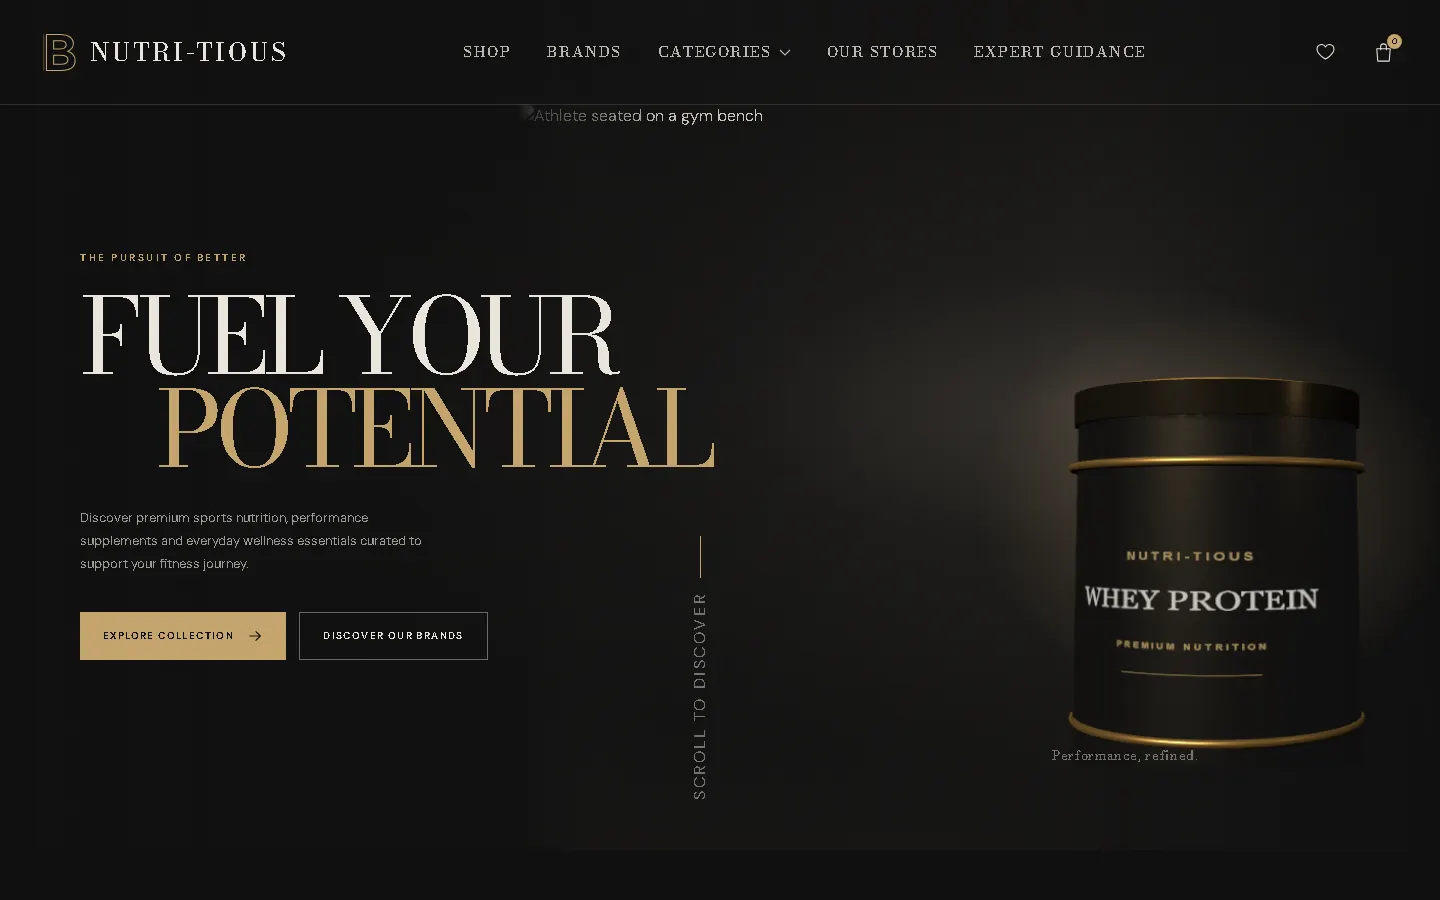 B NUTRI-TIOUS
SHOP BRANDS CATEGORIES OUR STORES EXPERT GUIDANCE
0
Athlete seated on a gym bench
THE PURSUIT OF BETTER
FUEL YOUR
POTENTIAL
Discover premium sports nutrition, performance
supplements and everyday wellness essentials curated to
support your fitness journey.
EXPLORE COLLECTION
DISCOVER OUR BRANDS
SCROLL TO DISCOVER
NUTRI-TIOUS
WHEY PROTEIN
PREMIUM NUTRITION
Performance, refined.